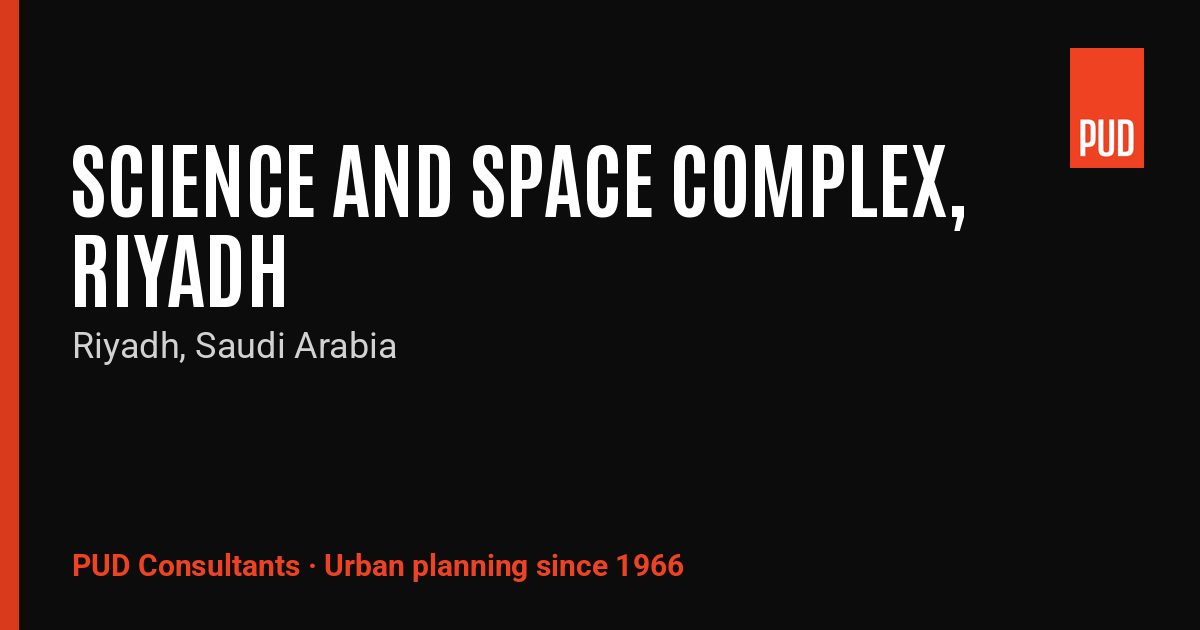 PUD
SCIENCE AND SPACE COMPLEX,
RIYADH
Riyadh, Saudi Arabia
PUD Consultants · Urban planning since 1966